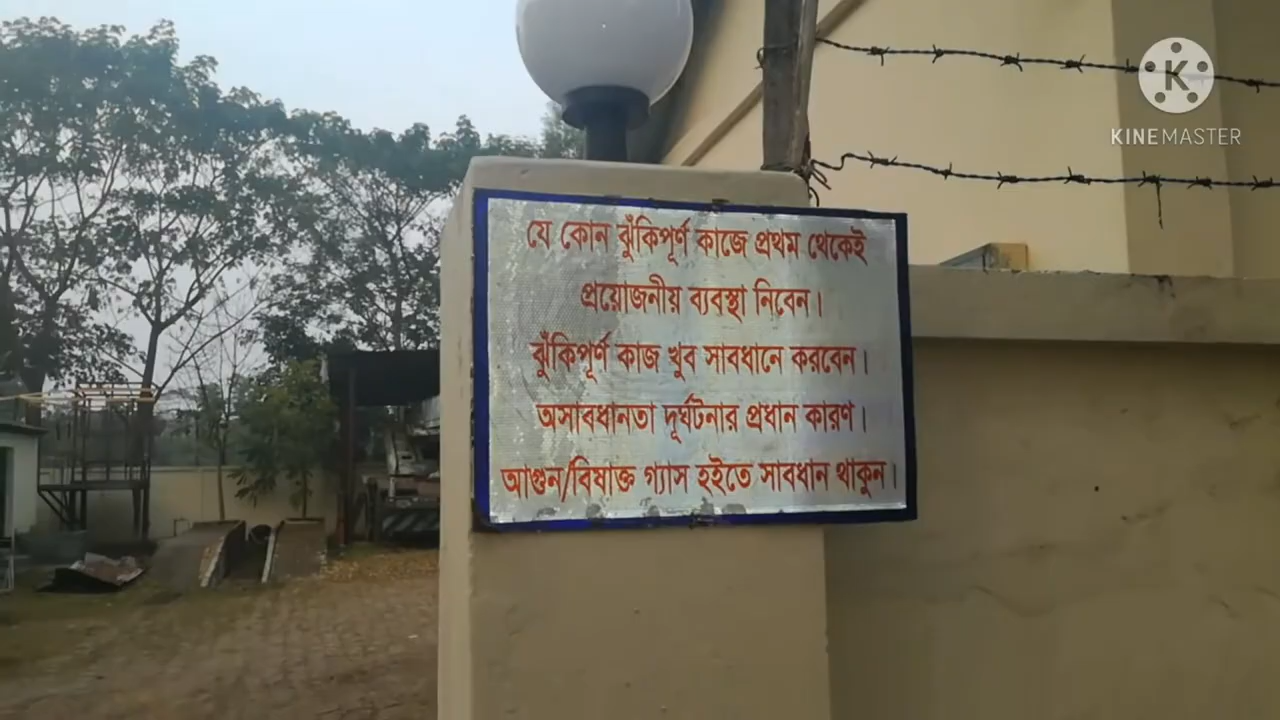 যে কোন ঝুঁকিপূর্ণ কাজে প্রথম থেকেই
প্রয়োজনীয় ব্যবস্থা নিবেন।
ঝুঁকিপূর্ণ কাজ খুব সাবধানে করবেন।
অসাবধানতা দূর্ঘটনার প্রধান কারণ।
আগুন/বিষাক্ত গ্যাস হইতে সাবধান থাকুন।
K
KINEMASTER